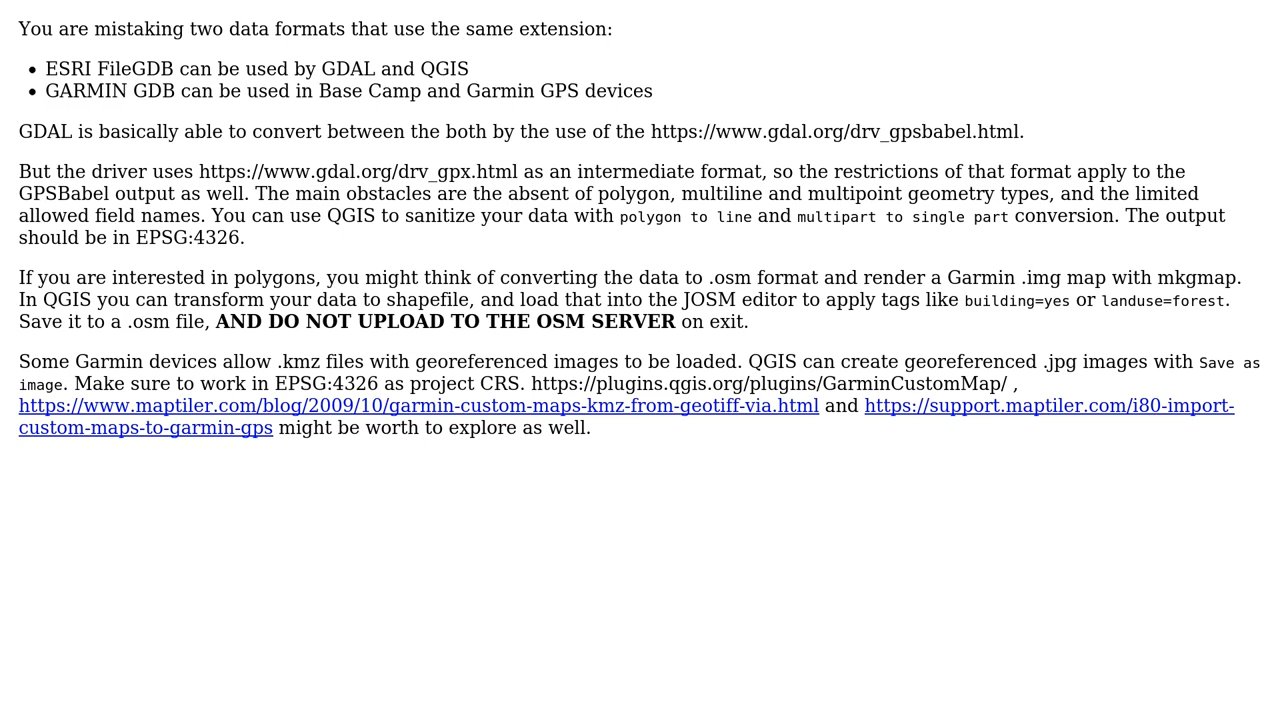 You are mistaking two data formats that use the same extension:
• ESRI FileGDB can be used by GDAL and QGIS
• GARMIN GDB can be used in Base Camp and Garmin GPS devices
GDAL is basically able to convert between the both by the use of the https://www.gdal.org/drv_gpsbabel.html.
But the driver uses https://www.gdal.org/drv_gpx.html as an intermediate format, so the restrictions of that format apply to the
GPSBabel output as well. The main obstacles are the absent of polygon, multiline and multipoint geometry types, and the limited
allowed field names. You can use QGIS to sanitize your data with polygon to line and multipart to single part conversion. The output
should be in EPSG:4326.
If you are interested in polygons, you might think of converting the data to .osm format and render a Garmin .img map with mkgmap.
In QGIS you can transform your data to shapefile, and load that into the JOSM editor to apply tags like building=yes or landuse=forest.
Save it to a .osm file, AND DO NOT UPLOAD TO THE OSM SERVER on exit.
Some Garmin devices allow .kmz files with georeferenced images to be loaded. QGIS can create georeferenced .jpg images with Save as
image. Make sure to work in EPSG:4326 as project CRS. https://plugins.qgis.org/plugins/GarminCustomMap/ ,
https://www.maptiler.com/blog/2009/10/garmin-custom-maps-kmz-from-geotiff-via.html and https://support.maptiler.com/i80-import-
custom-maps-to-garmin-gps might be worth to explore as well.